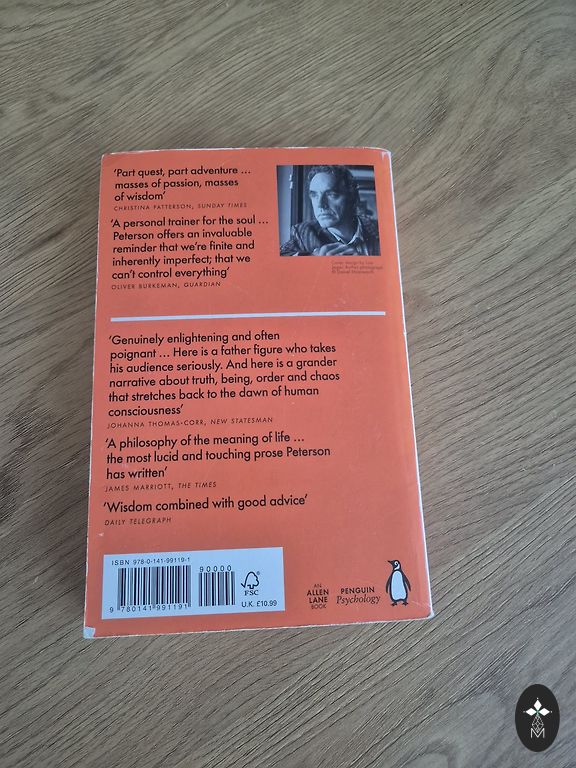 ‘Part quest, part adventure ...
masses of passion, masses
of wisdom’
CHRISTINA PATTERSON, SUNDAY TIMES
‘A personal trainer for the soul ...
Peterson offers an invaluable
reminder that we're finite and
inherently imperfect; that we
can't control everything’
OLIVER BURKEMAN, GUARDIAN
Cover design by
photograph
‘Genuinely enlightening and often
poignant ... Here is a father figure who takes
his audience seriously. And here is a grander
narrative about truth, being, order and chaos
that stretches back to the dawn of human
consciousness’
JOHANNA THOMAS-CORR, NEW STATESMAN
‘A philosophy of the meaning of life ...
the most lucid and touching prose Peterson
has written’
JAMES MARRIOTT, THE TIMES
‘Wisdom combined with good advice’
DAILY TELEGRAPH
ISBN 978-0-141-99119-1
90000
9 780141 991191
FSC
U.K. £10.99
AN
ALLEN
LANE
BOOK
PENGUIN
Psychology
M